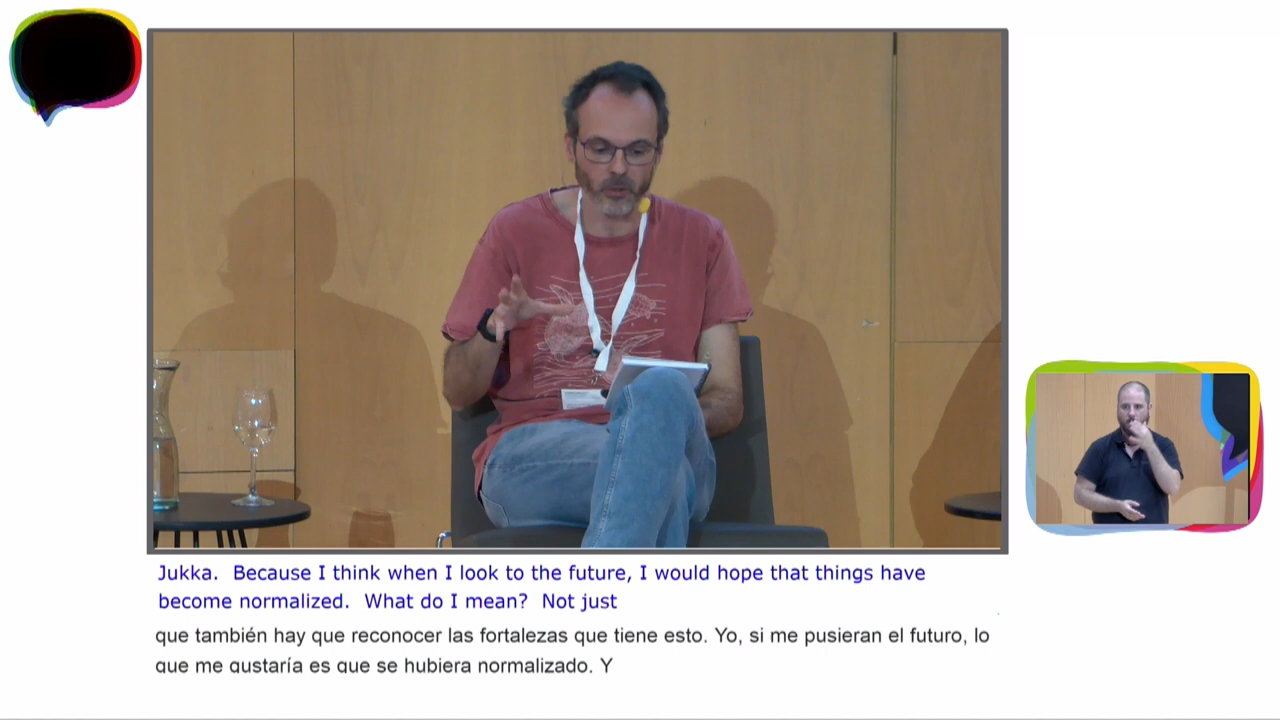 Jukka.  Because I think when I look to the future, I would hope that things have
become normalized.  What do I mean?  Not just
que también hay que reconocer las fortalezas que tiene esto. Yo, si me pusieran el futuro, lo
que me gustaría es que se hubiera normalizado. Y